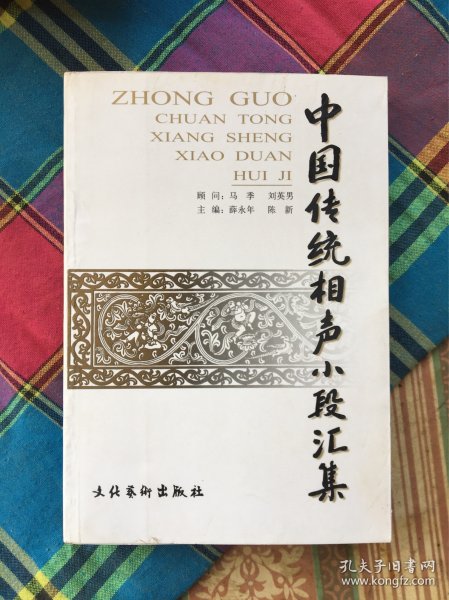 ZHONG GUO
CHUAN TONG
XIANG SHENG
XIAO DUAN
HUI JI
顾 问：马 季 刘英男
主 编：薛永年 陈 新
中国传统相声小段汇集
文化艺術出版社
孔夫子旧书网
www.kongfz.com